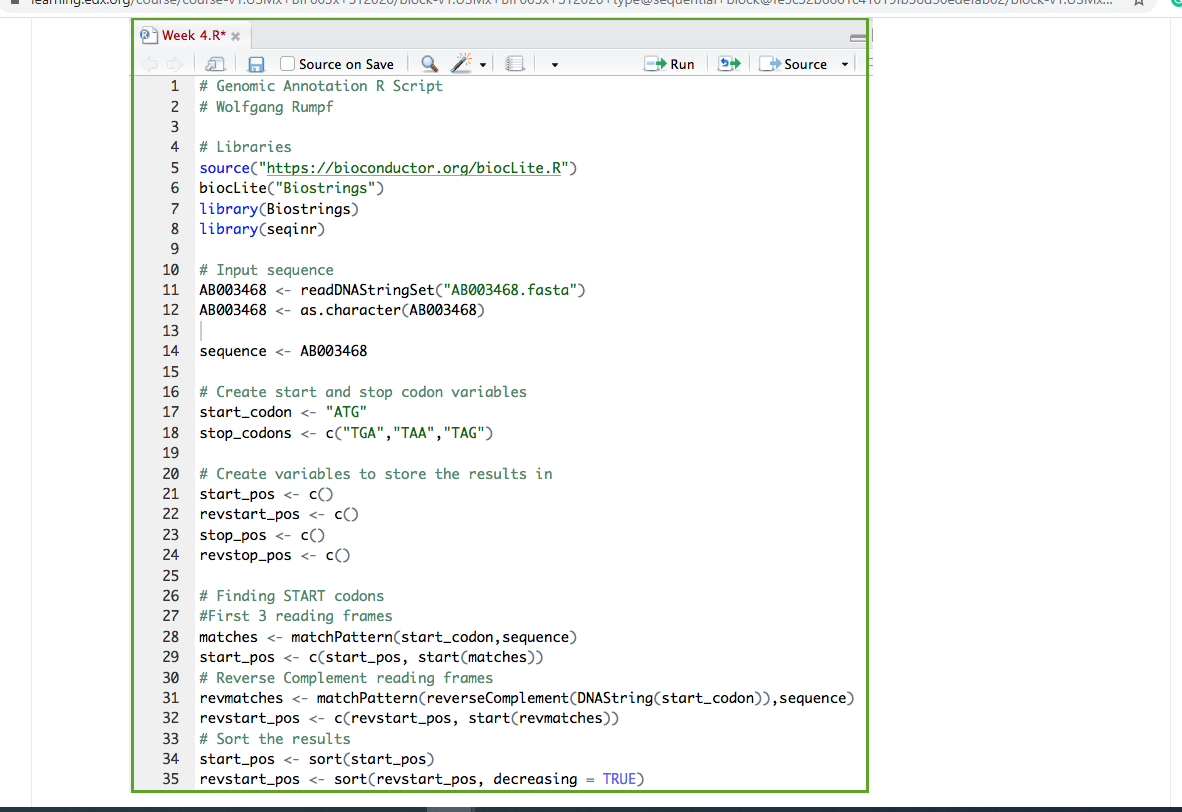 learning.edx.org/course/course-v1:USMx+BIF003x+3T2020/block-v1:USMx+BIF003x+3T2020+type@sequential+block@
Week 4.R*
Source on Save
Run
Source
1 # Genomic Annotation R Script
2 # Wolfgang Rumpf
3
4 # Libraries
5 source("https://bioconductor.org/biocLite.R")
6 biocLite("Biostrings")
7 library(Biostrings)
8 library(seqinr)
9
10 # Input sequence
11 AB003468 <- readDNAStringSet("AB003468.fasta")
12 AB003468 <- as.character(AB003468)
13
14 sequence <- AB003468
15
16 # Create start and stop codon variables
17 start_codon <- "ATG"
18 stop_codons <- c("TGA","TAA","TAG")
19
20 # Create variables to store the results in
21 start_pos <- c()
22 revstart_pos <- c()
23 stop_pos <- c()
24 revstop_pos <- c()
25
26 # Finding START codons
27 #First 3 reading frames
28 matches <- matchPattern(start_codon,sequence)
29 start_pos <- c(start_pos, start(matches))
30 # Reverse Complement reading frames
31 revmatches <- matchPattern(reverseComplement(DNAString(start_codon)),sequence)
32 revstart_pos <- c(revstart_pos, start(revmatches))
33 # Sort the results
34 start_pos <- sort(start_pos)
35 revstart_pos <- sort(revstart_pos, decreasing = TRUE)